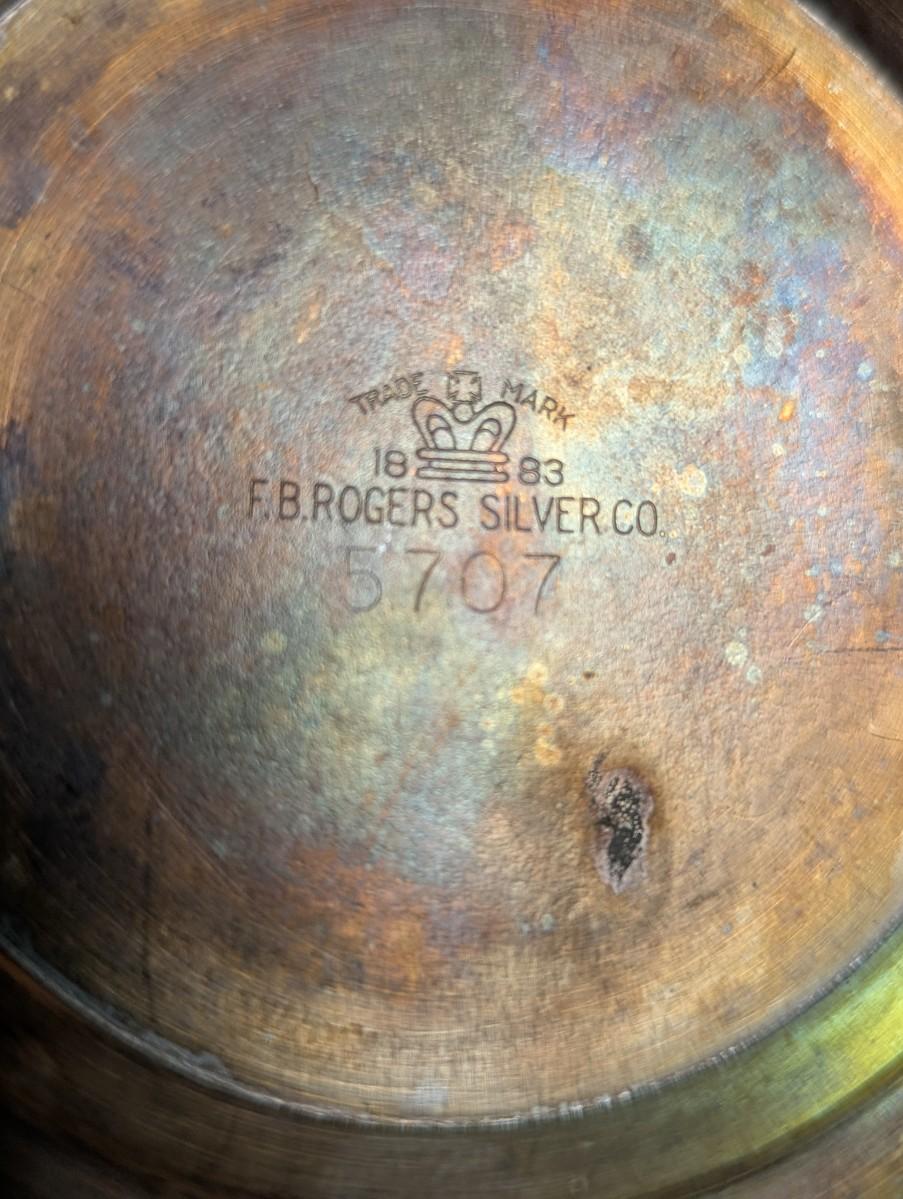 TRADE MARK
18 83
F.B.ROGERS SILVER CO.
5707